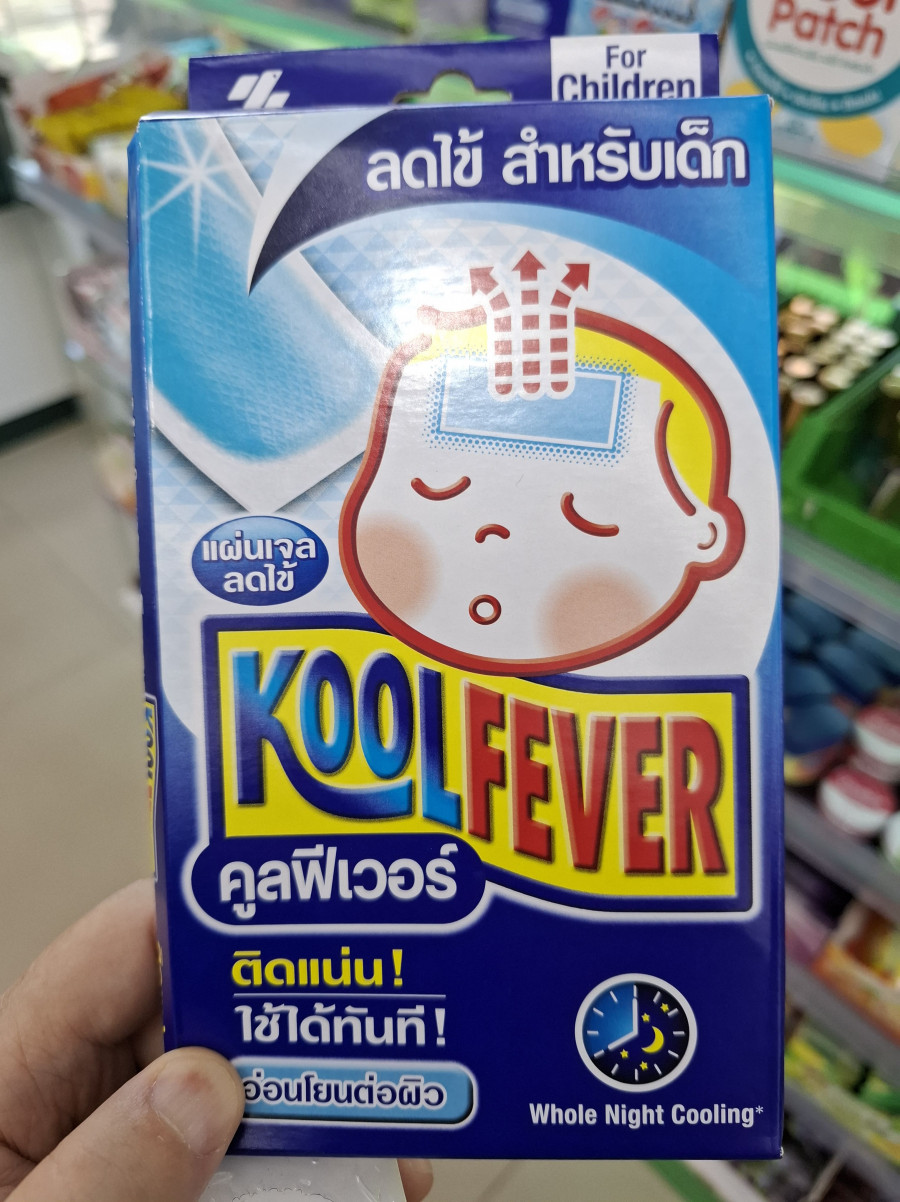 For
Children
Patch
ลดไข้ สำหรับเด็ก
แผ่นเจล
ลดไข้
KOOLFEVER
คูลฟีเวอร์
ติดแน่น!
ใช้ได้ทันที!
อ่อนโยนต่อผิว
Whole Night Cooling*